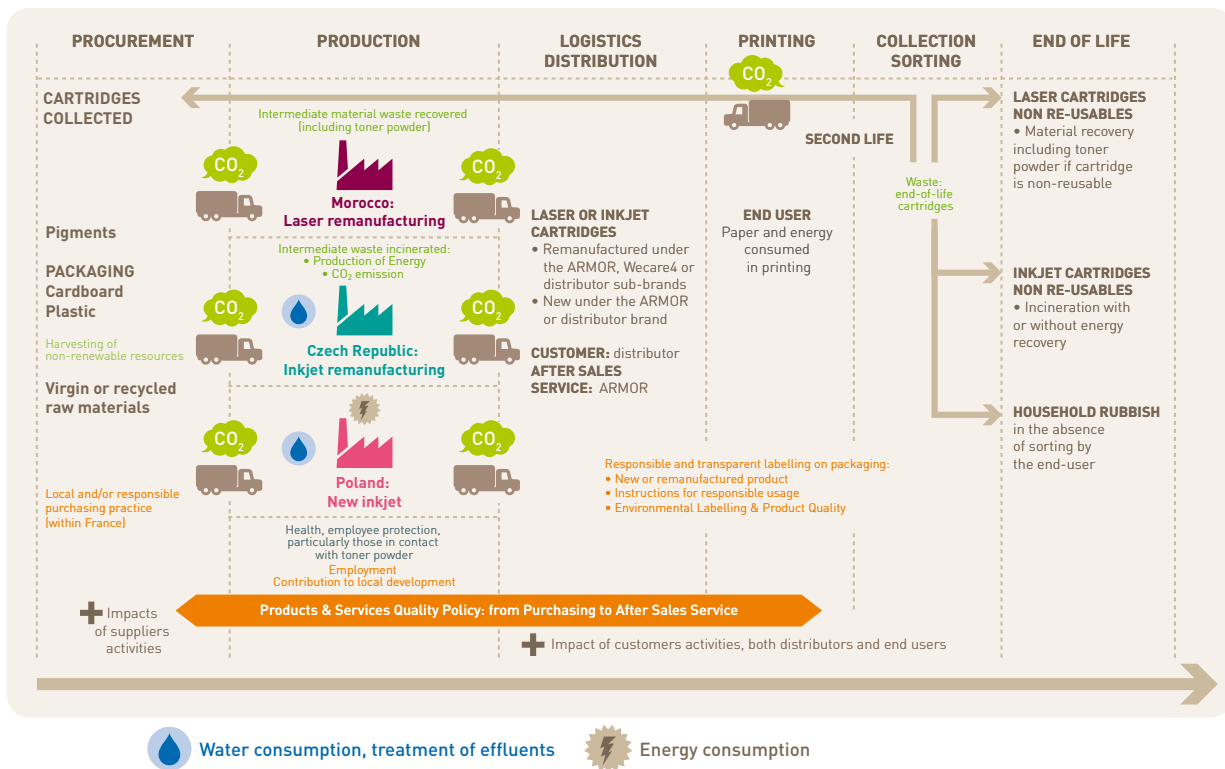 PROCUREMENT
PRODUCTION
LOGISTICS
DISTRIBUTION
PRINTING
COLLECTION
SORTING
END OF LIFE
CARTRIDGES
COLLECTED
Pigments
PACKAGING
Cardboard
Plastic
Harvesting of
non-renewable resources
Virgin or recycled
raw materials
Local and/or responsible
purchasing practice
(within France)
Impacts
of suppliers
activities
CO2
CO2
CO2
Intermediate material waste recovered
(including toner powder)
Morocco:
Laser remanufacturing
Intermediate waste incinerated:
• Production of Energy
• CO2 emission
Czech Republic:
Inkjet remanufacturing
Poland:
New inkjet
Health, employee protection,
particularly those in contact
with toner powder
Employment
Contribution to local development
CO2
CO2
CO2
LASER OR INKJET
CARTRIDGES
• Remanufactured under
the ARMOR, Wecare4 or
distributor sub-brands
• New under the ARMOR
or distributor brand
CUSTOMER: distributor
AFTER SALES
SERVICE: ARMOR
CO2
SECOND LIFE
END USER
Paper and energy
consumed
in printing
Responsible and transparent labelling on packaging:
• New or remanufactured product
• Instructions for responsible usage
• Environmental Labelling & Product Quality
Waste:
end-of-life
cartridges
LASER CARTRIDGES
NON RE-USABLES
• Material recovery
including toner
powder if cartridge
is non-reusable
INKJET CARTRIDGES
NON RE-USABLES
• Incineration with
or without energy
recovery
HOUSEHOLD RUBBISH
in the absence
of sorting by
the end-user
Products & Services Quality Policy: from Purchasing to After Sales Service
Impact of customers activities, both distributors and end users
Water consumption, treatment of effluents
Energy consumption